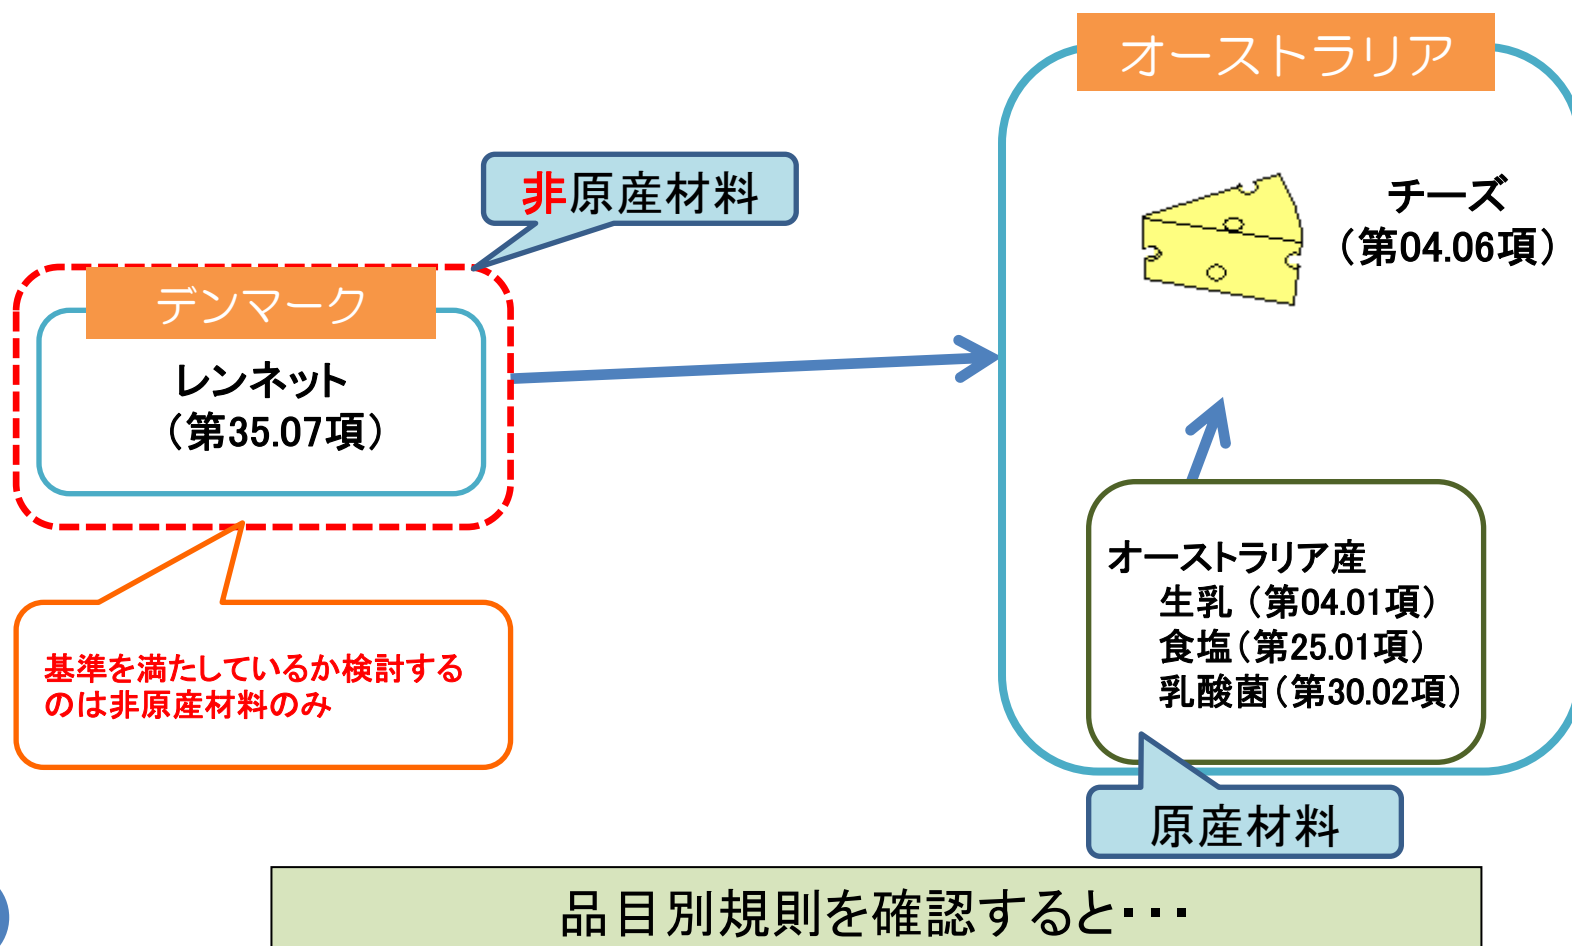 オーストラリア
非原産材料
チーズ
（第04.06項）
デンマーク
レンネット
（第35.07項）
オーストラリア産
生乳（第04.01項）
食塩（第25.01項）
乳酸菌（第30.02項）
基準を満たしているか検討する
のは非原産材料のみ
原産材料
品目別規則を確認すると・・・